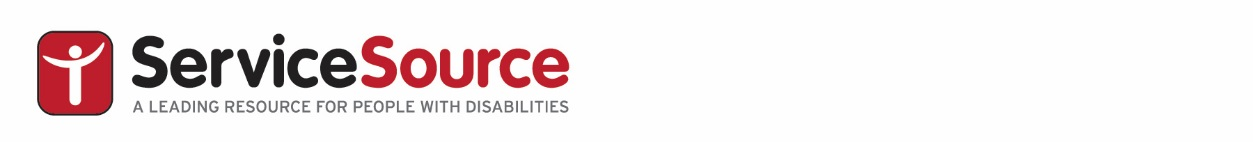 ServiceSource
A LEADING RESOURCE FOR PEOPLE WITH DISABILITIES